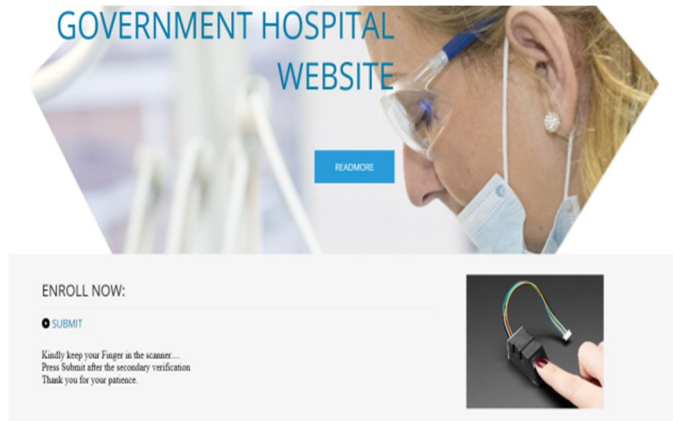 GOVERNMENT HOSPITAL
WEBSITE
READMORE
ENROLL NOW:
SUBMIT
Kindly keep your Finger in the scanner....
Press Submit after the secondary verification
Thank you for your patience.